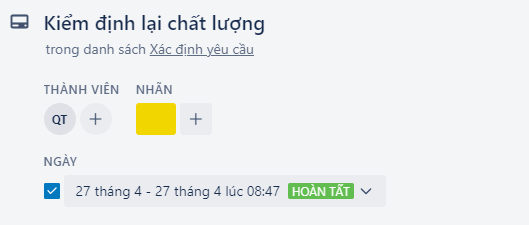 Kiểm định lại chất lượng
trong danh sách Xác định yêu cầu
THÀNH VIÊN NHÃN
QT
NGÀY
27 tháng 4 - 27 tháng 4 lúc 08:47 HOÀN TẤT